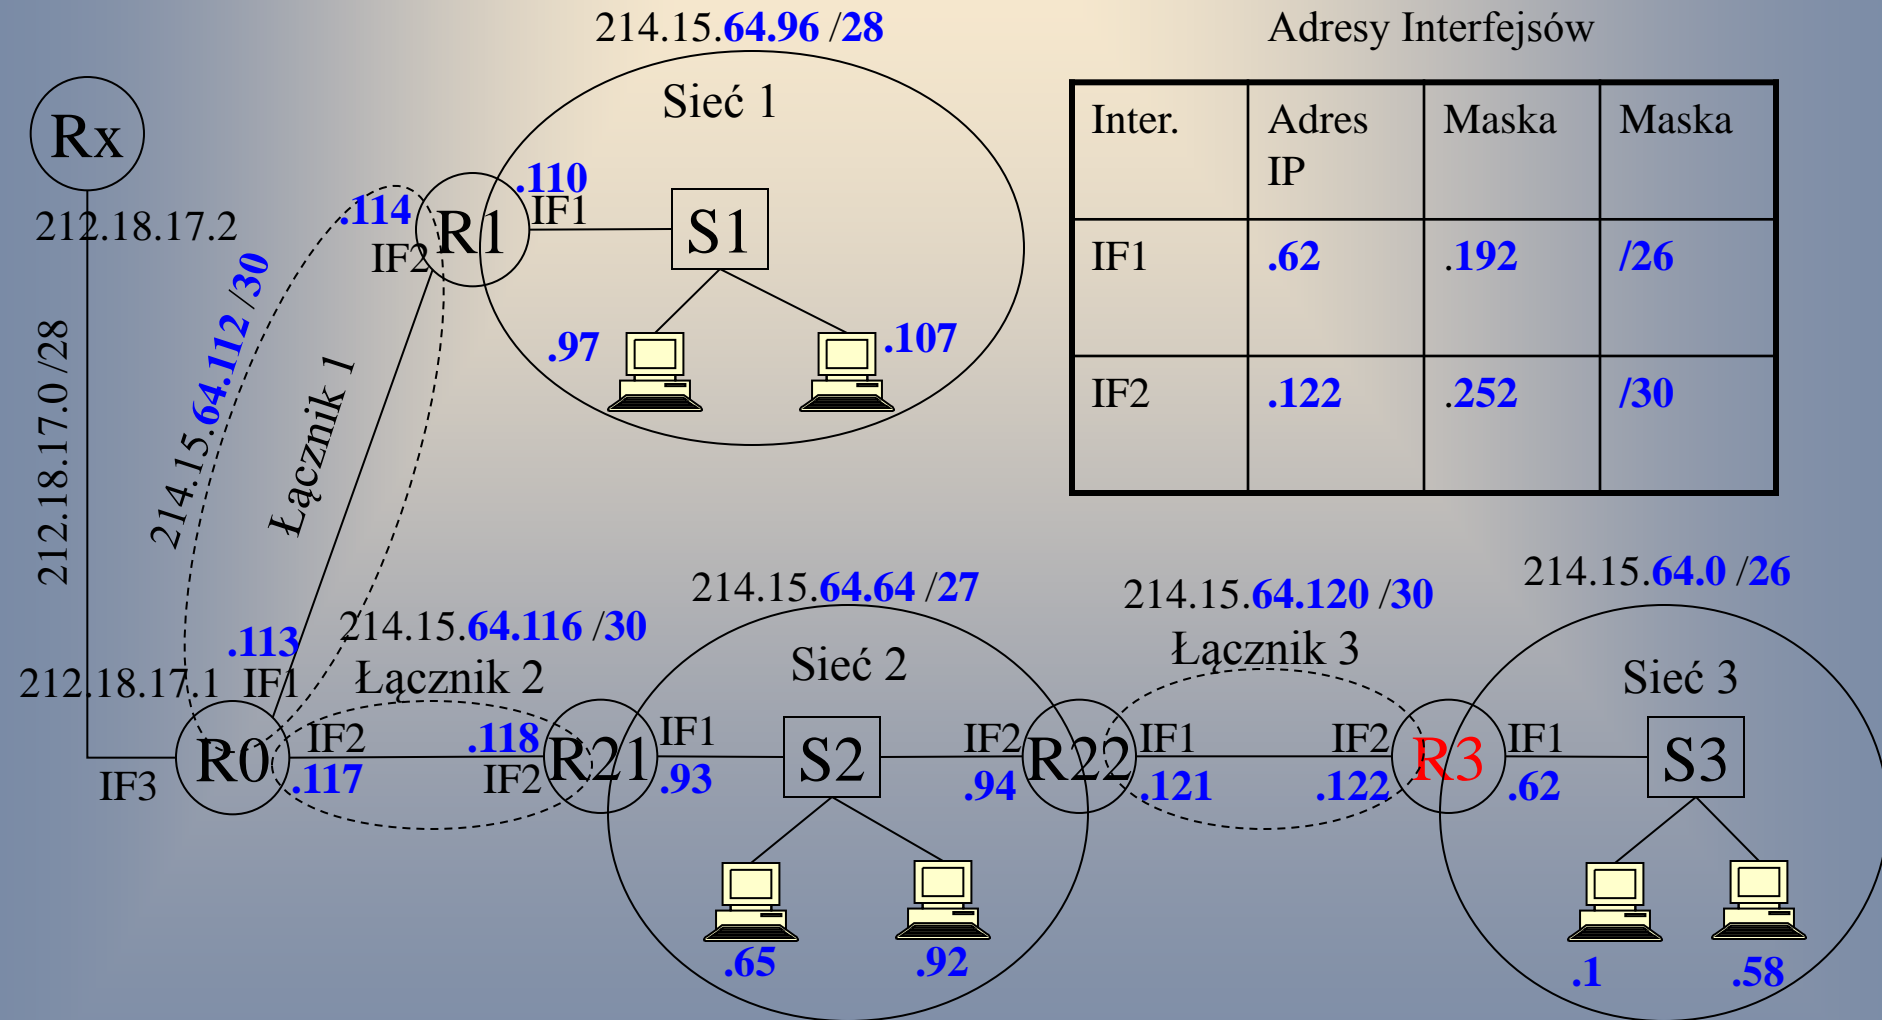 214.15.64.96 /28
Adresy Interfejsów
Sieć 1
Rx
Inter. Adres IP Maska Maska
IF1 .62 .192 /26
IF2 .122 .252 /30
212.18.17.2
.114
.110
R1
IF1
IF2
S1
.97
.107
212.18.17.0 /28
214.15.64.112 /30
Łącznik 1
214.15.64.64 /27
214.15.64.120 /30
214.15.64.0 /26
.113
214.15.64.116 /30
Łącznik 2
Sieć 2
Łącznik 3
Sieć 3
212.18.17.1
IF1
R0
IF2
.118
R21
IF1
S2
IF2
R22
IF1
IF2
R3
IF1
S3
IF3
.117
IF2
.93
.94
.121
.122
.62
.65
.92
.1
.58